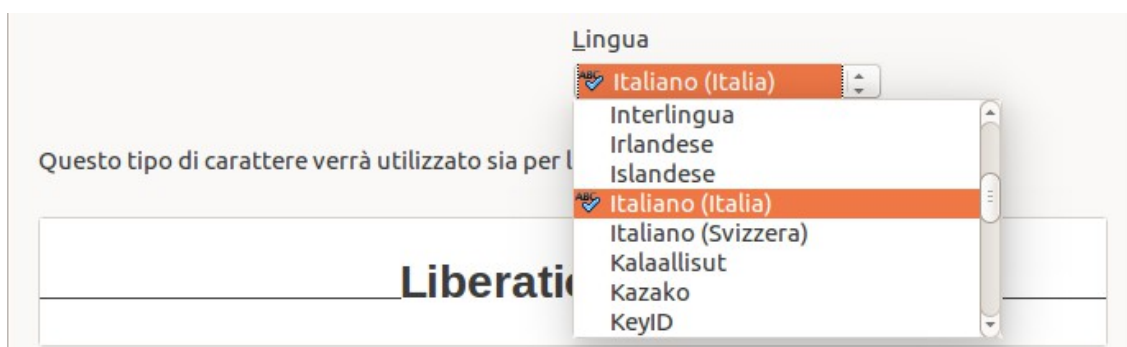 Lingua
Italiano (Italia)
Interlingua
Irlandese
Questo tipo di carattere verrà utilizzato sia per l
Islandese
Italiano (Italia)
Italiano (Svizzera)
Kalaallisut
Liberati
Kazako
KeyID